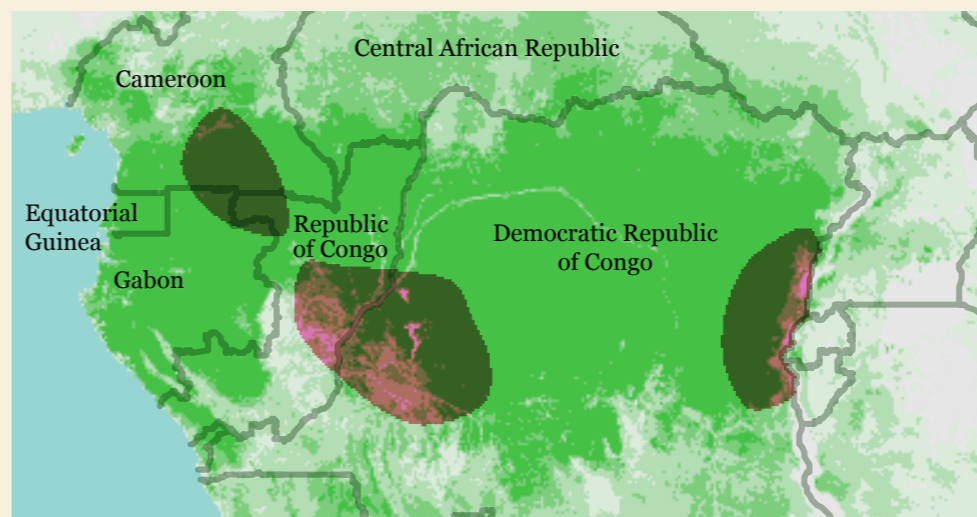 Central African Republic
Cameroon
Equatorial
Guinea
Republic
of Congo
Democratic Republic
of Congo
Gabon